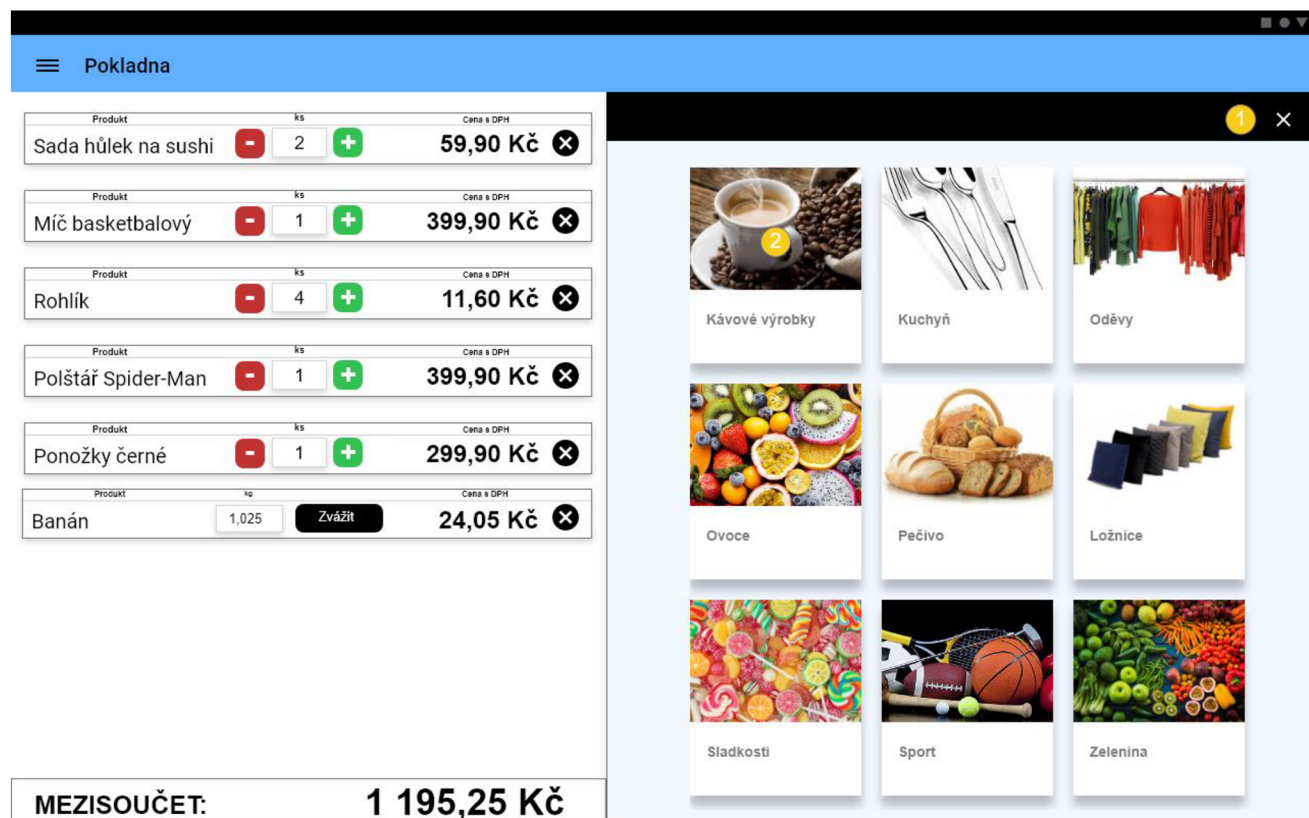 Pokladna
1
Produkt ks Cena s DPH
Sada hůlek na sushi - 2 + 59,90 Kč
Produkt ks Cena s DPH
Míč basketbalový - 1 + 399,90 Kč
Produkt ks Cena s DPH
Rohlík - 4 + 11,60 Kč
Produkt ks Cena s DPH
Polštář Spider-Man - 1 + 399,90 Kč
Produkt ks Cena s DPH
Ponožky černé - 1 + 299,90 Kč
Produkt kg Cena s DPH
Banán 1,025 Zvážit 24,05 Kč
MEZISOUČET: 1 195,25 Kč
2
Kávové výrobky Kuchyň Oděvy
Ovoce Pečivo Ložnice
Sladkosti Sport Zelenina